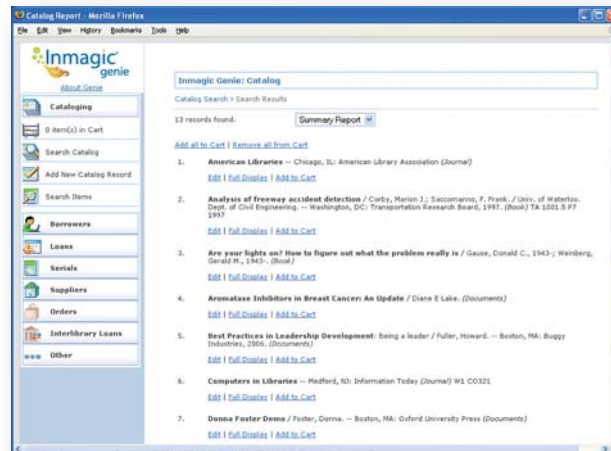 Catalog Report - Mozilla Firefox
File Edit View History Bookmarks Tools Help
Inmagic®
genie
About Genie
Cataloging
0 item(s) in Cart
Search Catalog
Add New Catalog Record
Search Items
Borrowers
Loans
Serials
Suppliers
Orders
Interlibrary Loans
Other
Inmagic Genie: Catalog
Catalog Search > Search Results
13 records found. Summary Report
Add all to Cart | Remove all from Cart
1. American Libraries -- Chicago, IL: American Library Association (Journal)
Edit | Full Display | Add to Cart
2. Analysis of freeway accident detection / Corby, Marion J.; Saccomanno, F. Frank. / Univ. of Waterloo.
Dept. of Civil Engineering. -- Washington, DC: Transportation Research Board, 1997. (Book) TA 1001.5 P7
1997
Edit | Full Display | Add to Cart
3. Are your lights on? How to figure out what the problem really is / Gause, Donald C., 1943-; Weinberg,
Gerald M., 1943-. (Book)
Edit | Full Display | Add to Cart
4. Aromatase Inhibitors in Breast Cancer: An Update / Diane E Lake. (Documents)
Edit | Full Display | Add to Cart
5. Best Practices in Leadership Development: Being a leader / Fuller, Howard. -- Boston, MA: Buggy
Industries, 2006. (Documents)
Edit | Full Display | Add to Cart
6. Computers in Libraries -- Medford, NJ: Information Today (Journal) W1 CO321
Edit | Full Display | Add to Cart
7. Donna Foster Demo / Foster, Donna. -- Boston, MA: Oxford University Press (Documents)
Edit | Full Display | Add to Cart